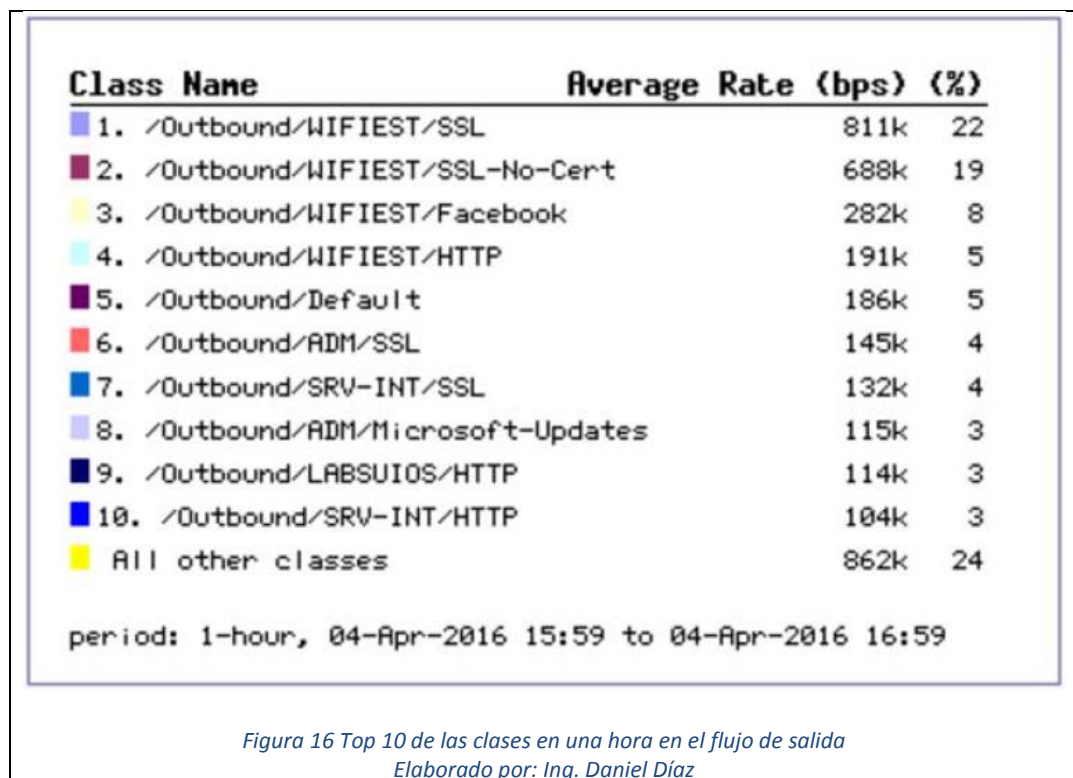 Class Name Average Rate (bps) (%)
1. /Outbound/WIFIEST/SSL 811k 22
2. /Outbound/WIFIEST/SSL-No-Cert 688k 19
3. /Outbound/WIFIEST/Facebook 282k 8
4. /Outbound/WIFIEST/HTTP 191k 5
5. /Outbound/Default 186k 5
6. /Outbound/ADM/SSL 145k 4
7. /Outbound/SRV-INT/SSL 132k 4
8. /Outbound/ADM/Microsoft-Updates 115k 3
9. /Outbound/LABSUIOS/HTTP 114k 3
10. /Outbound/SRV-INT/HTTP 104k 3
All other classes 862k 24
period: 1-hour, 04-Apr-2016 15:59 to 04-Apr-2016 16:59
Figura 16 Top 10 de las clases en una hora en el flujo de salida
Elaborado por: Ing. Daniel Díaz